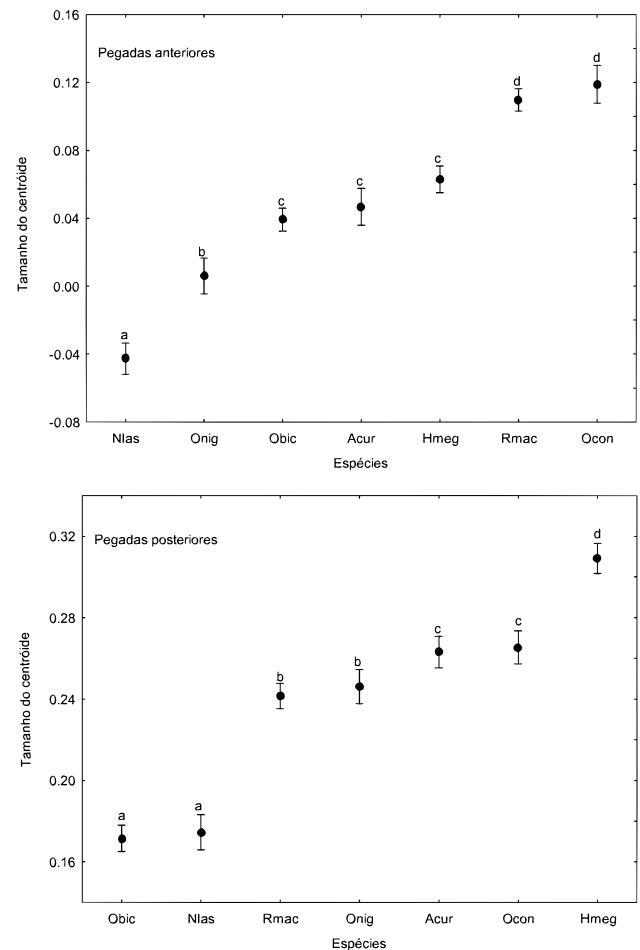 0.16
Pegadas anteriores
0.12
0.08
0.04
0.00
-0.04
-0.08
Tamanho do centróide
a
b
c
c
c
d
d
Nlas Onig Obic Acur Hmeg Rmac Ocon
Espécies
0.32
Pegadas posteriores
0.28
0.24
0.20
0.16
Tamanho do centróide
a
a
b
b
c
c
d
Obic Nlas Rmac Onig Acur Ocon Hmeg
Espécies